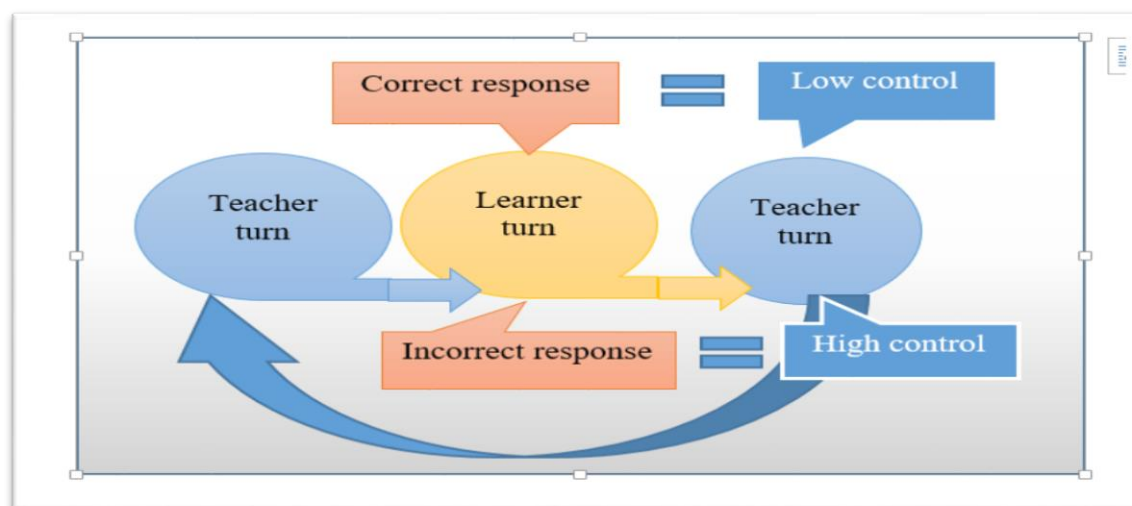 Correct response
Low control
Teacher
turn
Learner
turn
Teacher
turn
Incorrect response
High control